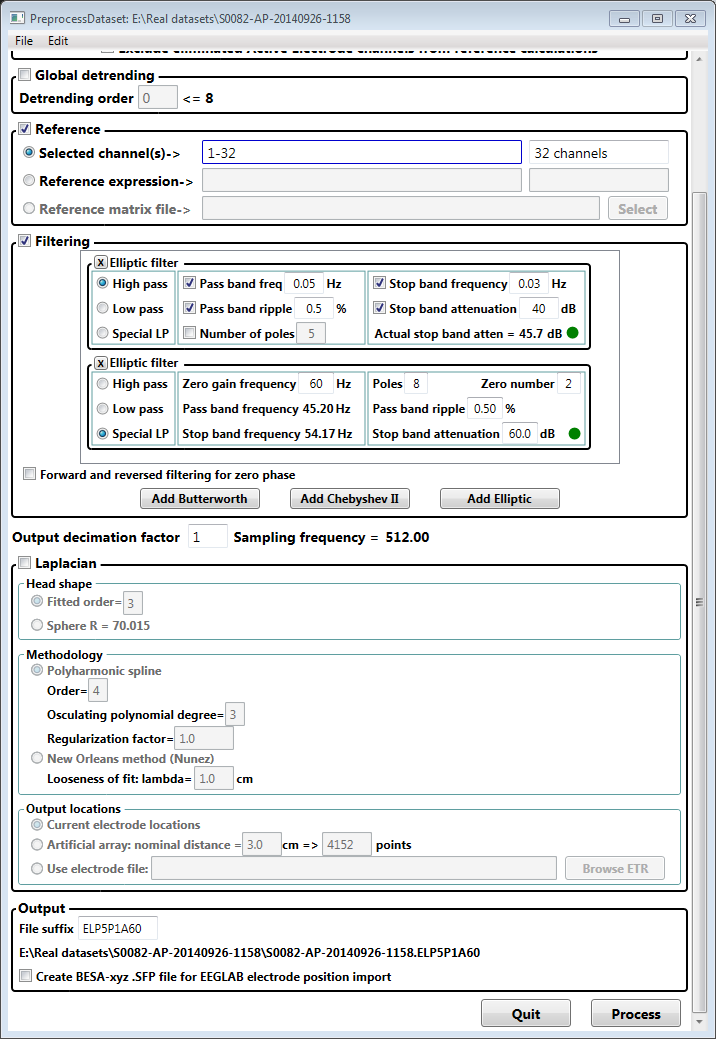 PreprocessDataset: E:\Real datasets\S0082-AP-20140926-1158
File Edit
Exclude eliminated Active Electrode channels from reference calculations
Global detrending
Detrending order 0 <= 8
Reference
Selected channel(s)-> 1-32 32 channels
Reference expression->
Reference matrix file-> Select
Filtering
X Elliptic filter
High pass Pass band freq 0.05 Hz Stop band frequency 0.03 Hz
Low pass Pass band ripple 0.5 % Stop band attenuation 40 dB
Special LP Number of poles 5 Actual stop band atten = 45.7 dB
X Elliptic filter
High pass Zero gain frequency 60 Hz Poles 8 Zero number 2
Low pass Pass band frequency 45.20 Hz Pass band ripple 0.50 %
Special LP Stop band frequency 54.17 Hz Stop band attenuation 60.0 dB
Forward and reversed filtering for zero phase
Add Butterworth Add Chebyshev II Add Elliptic
Output decimation factor 1 Sampling frequency = 512.00
Laplacian
Head shape
Fitted order= 3
Sphere R = 70.015
Methodology
Polyharmonic spline
Order= 4
Osculating polynomial degree= 3
Regularization factor= 1.0
New Orleans method (Nunez)
Looseness of fit: lambda= 1.0 cm
Output locations
Current electrode locations
Artificial array: nominal distance = 3.0 cm => 4152 points
Use electrode file: Browse ETR
Output
File suffix ELP5P1A60
E:\Real datasets\S0082-AP-20140926-1158\S0082-AP-20140926-1158.ELP5P1A60
Create BESA-xyz .SFP file for EEGLAB electrode position import
Quit Process